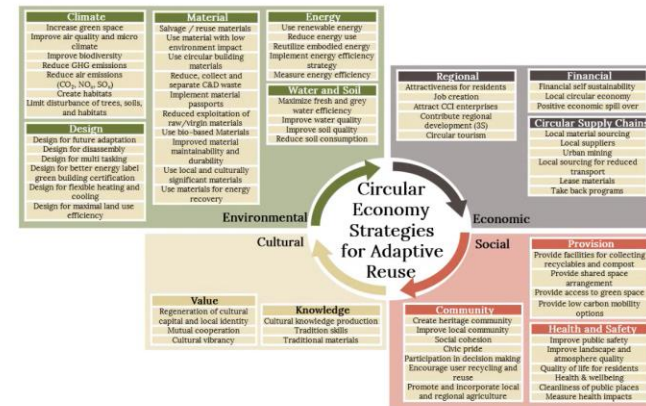 Climate
Increase green space
Improve air quality and micro
climate
Improve biodiversity
Reduce GHG emissions
Reduce air emissions
(CO₂, NOₓ, SOₓ)
Create habitats
Limit disturbance of trees, soils,
and habitats
Design
Design for future adaptation
Design for disassembly
Design for multi tasking
Design for better energy label
green building certification
Design for flexible heating and
cooling
Design for maximal land use
efficiency
Material
Salvage / reuse materials
Use material with low
environment impact
Use circular building
materials
Reduce, collect and
separate C&D waste
Implement material
passports
Reduced exploitation of
raw/virgin materials
Use bio-based Materials
Improved material
maintainability and
durability
Use local and culturally
significant materials
Use materials for energy
recovery
Energy
Use renewable energy
Reduce energy use
Reutilize embodied energy
Implement energy efficiency
strategy
Measure energy efficiency
Water and Soil
Maximize fresh and grey
water efficiency
Improve water quality
Improve soil quality
Reduce soil consumption
Environmental
Regional
Attractiveness for residents
Job creation
Attract CCI enterprises
Contribute regional
development (3S)
Circular tourism
Financial
Financial self sustainability
Local circular economy
Positive economic spill over
Circular Supply Chains
Local material sourcing
Local suppliers
Urban mining
Local sourcing for reduced
transport
Lease materials
Take back programs
Economic
Circular
Economy
Strategies
for Adaptive
Reuse
Cultural
Value
Regeneration of cultural
capital and local identity
Mutual cooperation
Cultural vibrancy
Knowledge
Cultural knowledge production
Tradition skills
Traditional materials
Social
Community
Create heritage community
Improve local community
Social cohesion
Civic pride
Participation in decision making
Encourage user recycling and
reuse
Promote and incorporate local
and regional agriculture
Provision
Provide facilities for collecting
recyclables and compost
Provide shared space
arrangement
Provide access to green space
Provide low carbon mobility
options
Health and Safety
Improve public safety
Improve landscape and
atmosphere quality
Quality of life for residents
Health & wellbeing
Cleanliness of public places
Measure health impacts